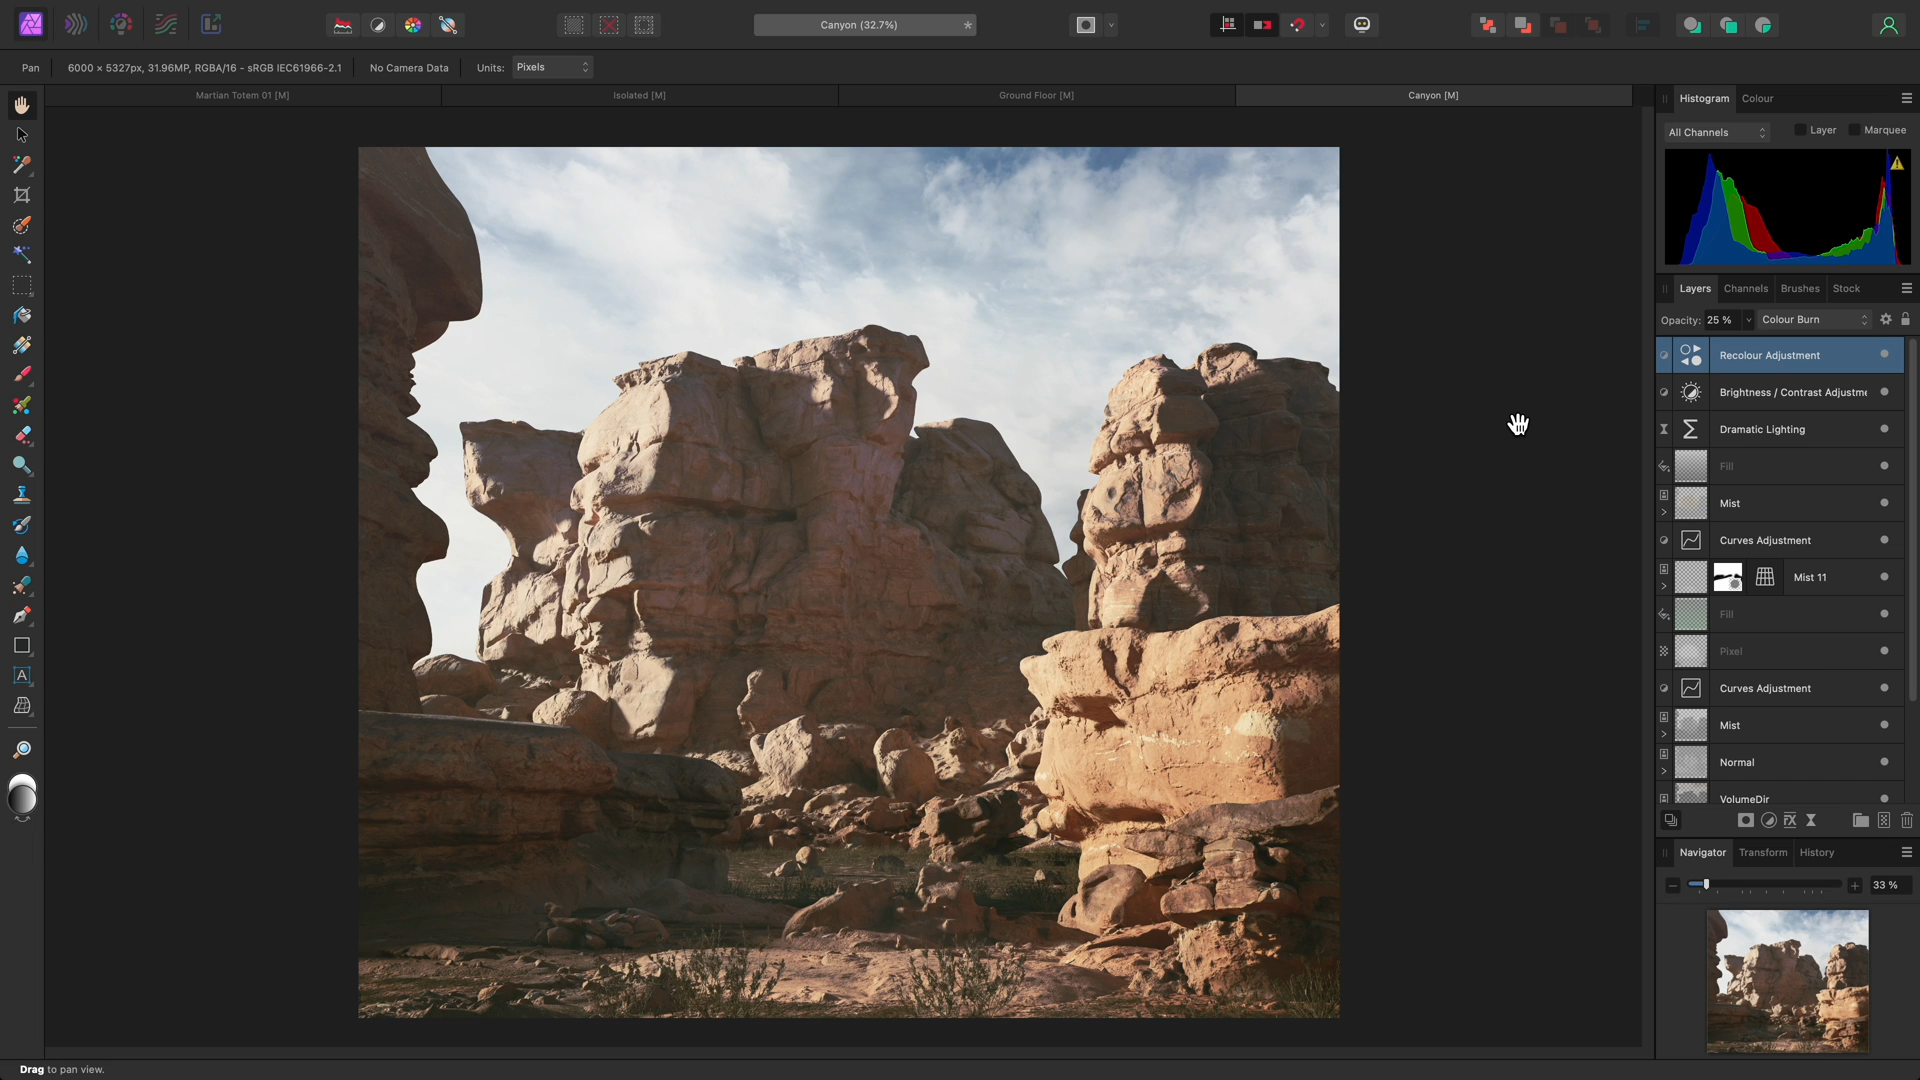 Canyon (32.7%)
*
Pan
6000 × 5327px, 31.96MP, RGBA/16 - sRGB IEC61966-2.1
No Camera Data
Units:
Pixels
Martian Totem 01 [M]
Isolated [M]
Ground Floor [M]
Canyon [M]
Histogram
Colour
All Channels
Layer
Marquee
Layers
Channels
Brushes
Stock
Opacity:
25 %
Colour Burn
Recolour Adjustment
Brightness / Contrast Adjustme
Dramatic Lighting
Fill
Mist
Curves Adjustment
Mist 11
Fill
Pixel
Curves Adjustment
Mist
Normal
VolumeDir
Navigator
Transform
History
33 %
Drag to pan view.